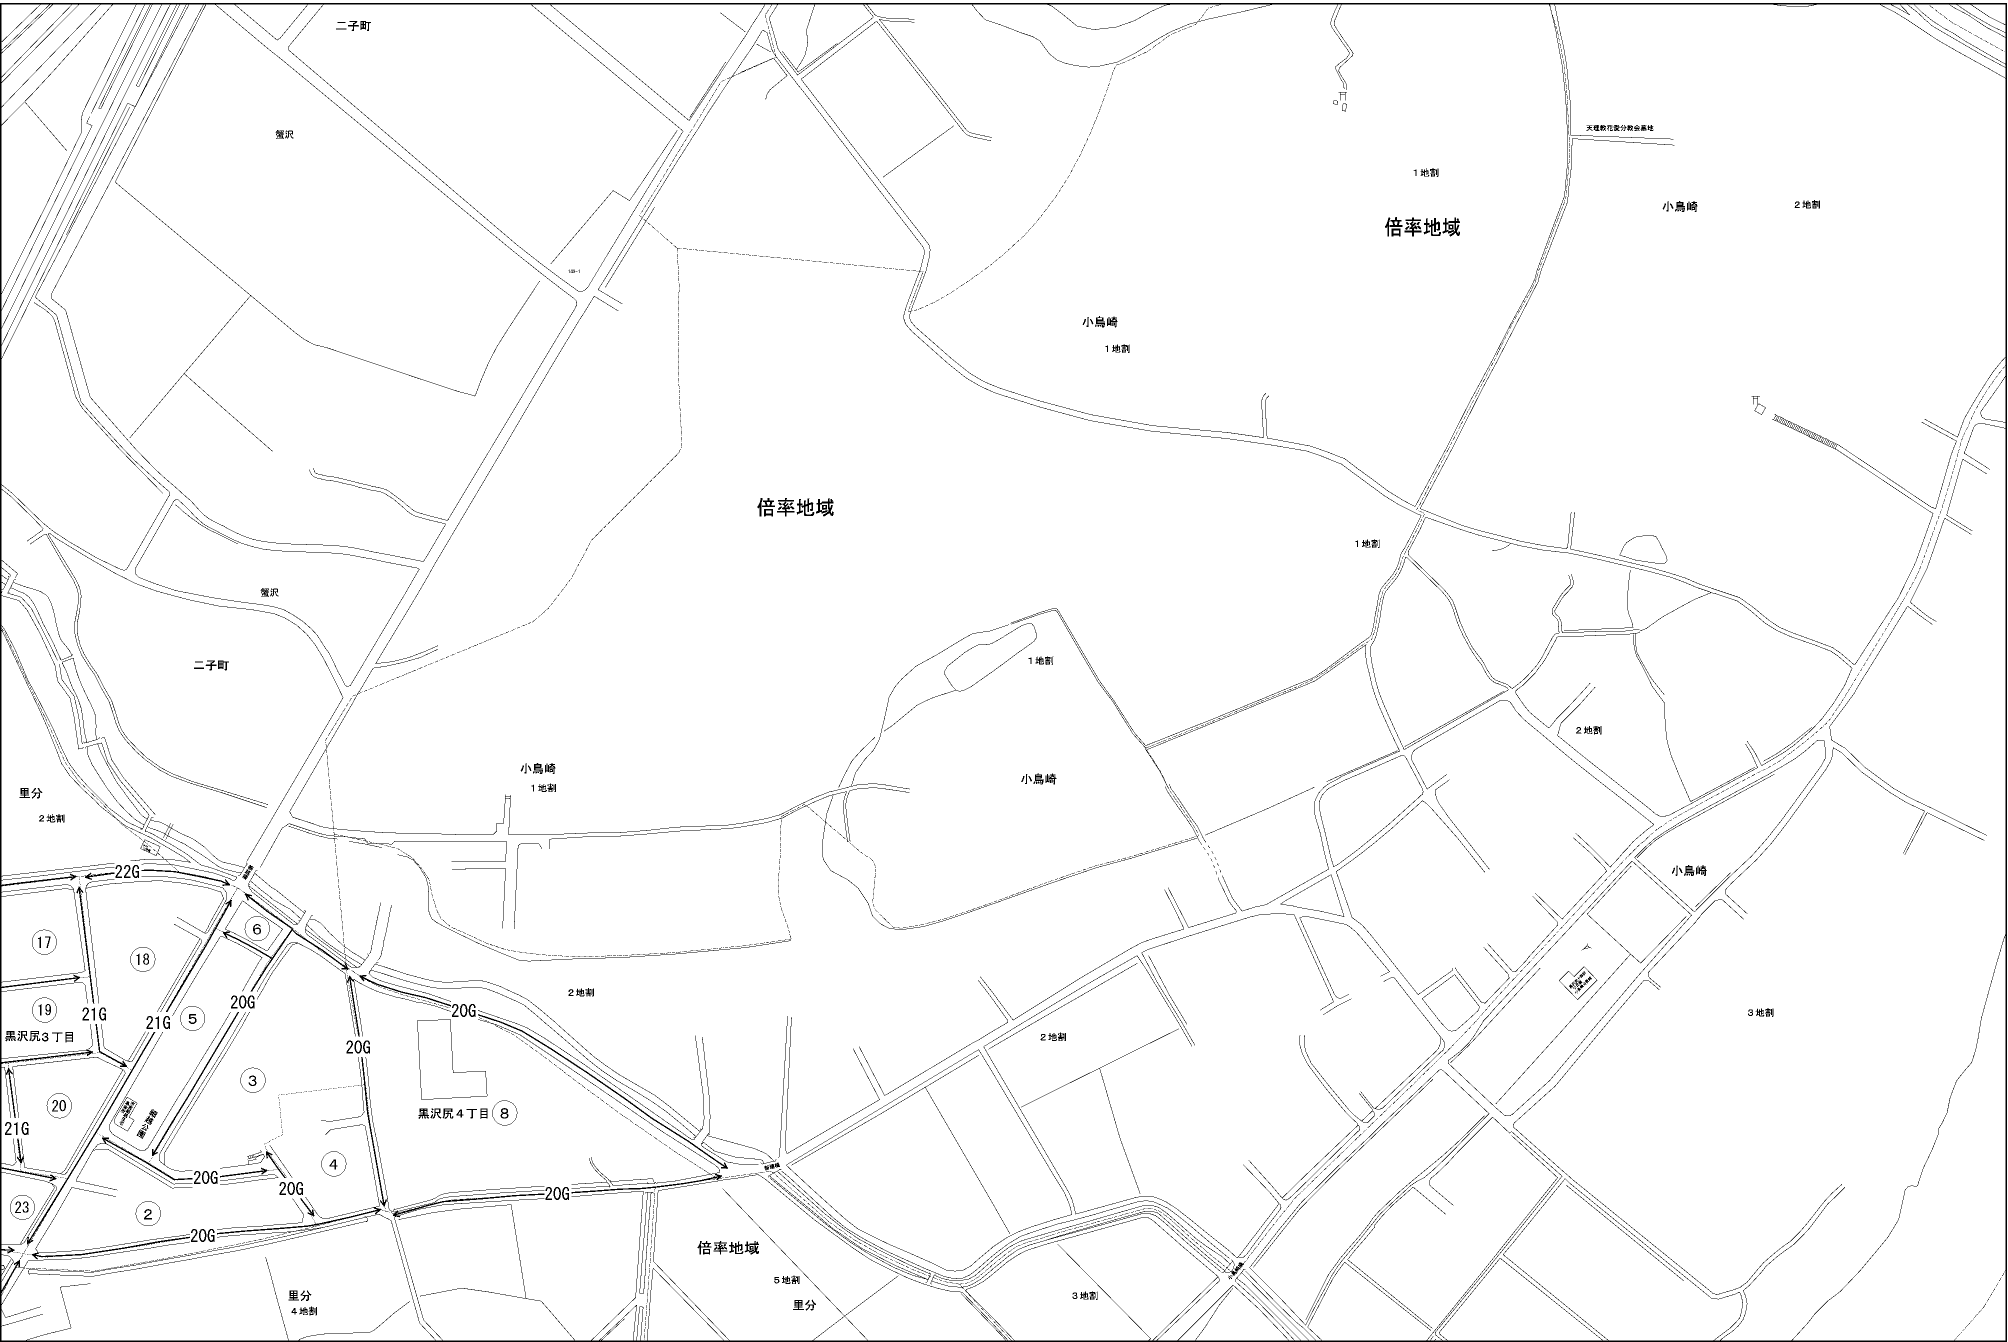 二子町
蟹沢
天理教花愛分教会墓地
1地割
小鳥崎
2地割
倍率地域
小鳥崎
1地割
倍率地域
1地割
蟹沢
二子町
1地割
2地割
小鳥崎
1地割
小鳥崎
里分
2地割
小鳥崎
22G
17
18
6
19
黒沢尻3丁目
21G
21G
5
20G
20G
2地割
3地割
20G
2地割
3
20
黒沢尻4丁目
8
21G
4
20G
20G
20G
23
2
20G
倍率地域
5地割
里分
里分
4地割
3地割